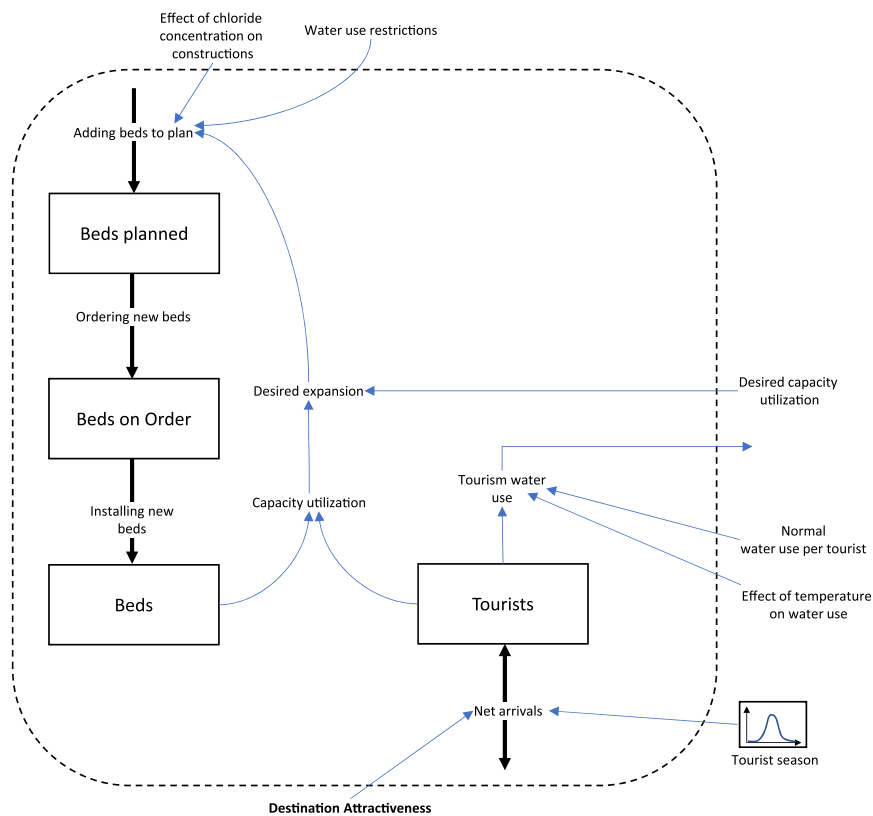 Effect of chloride
concentration on
constructions
Water use restrictions
Adding beds to plan
Beds planned
Ordering new beds
Desired expansion
Desired capacity
utilization
Beds on Order
Tourism water
use
Capacity utilization
Installing new
beds
Normal
water use per tourist
Beds
Tourists
Effect of temperature
on water use
Net arrivals
Tourist season
Destination Attractiveness